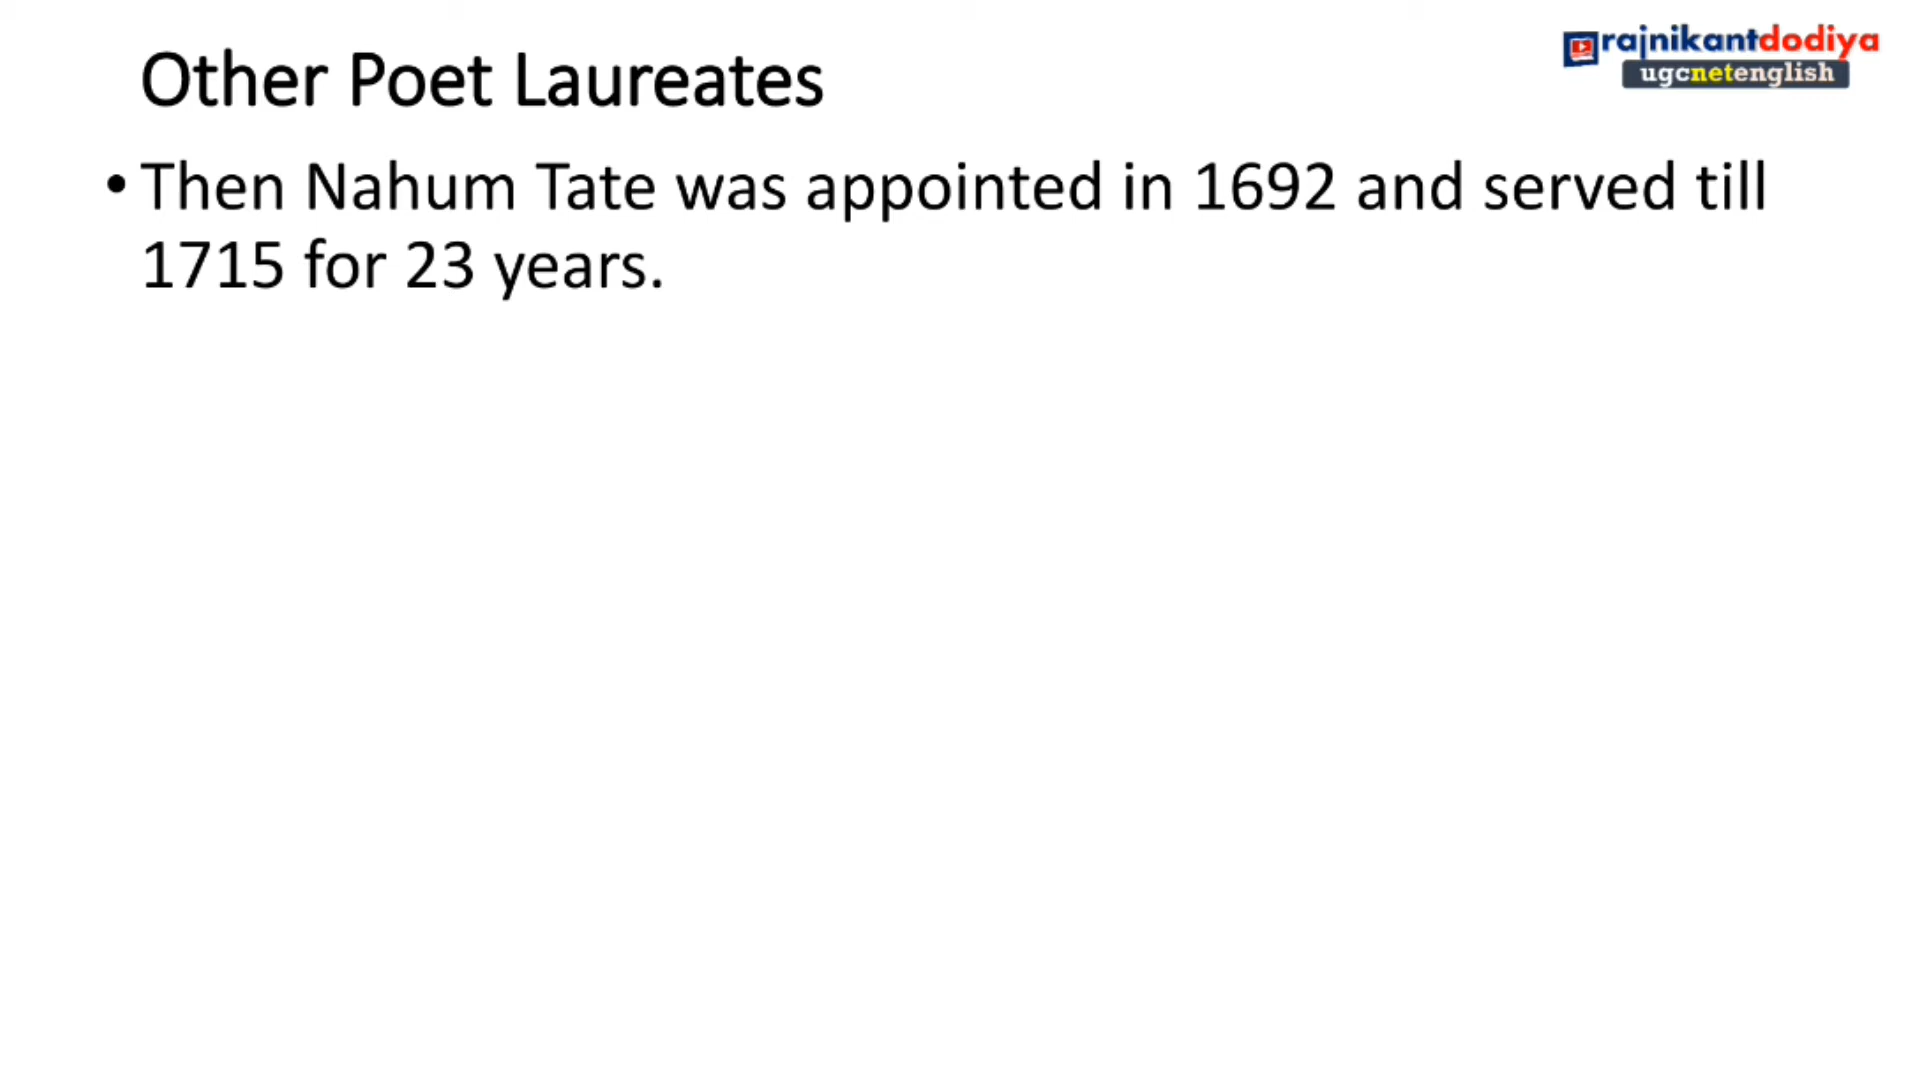 Other Poet Laureates
rajnikantdodiya
ugcnetenglish
• Then Nahum Tate was appointed in 1692 and served till
1715 for 23 years.